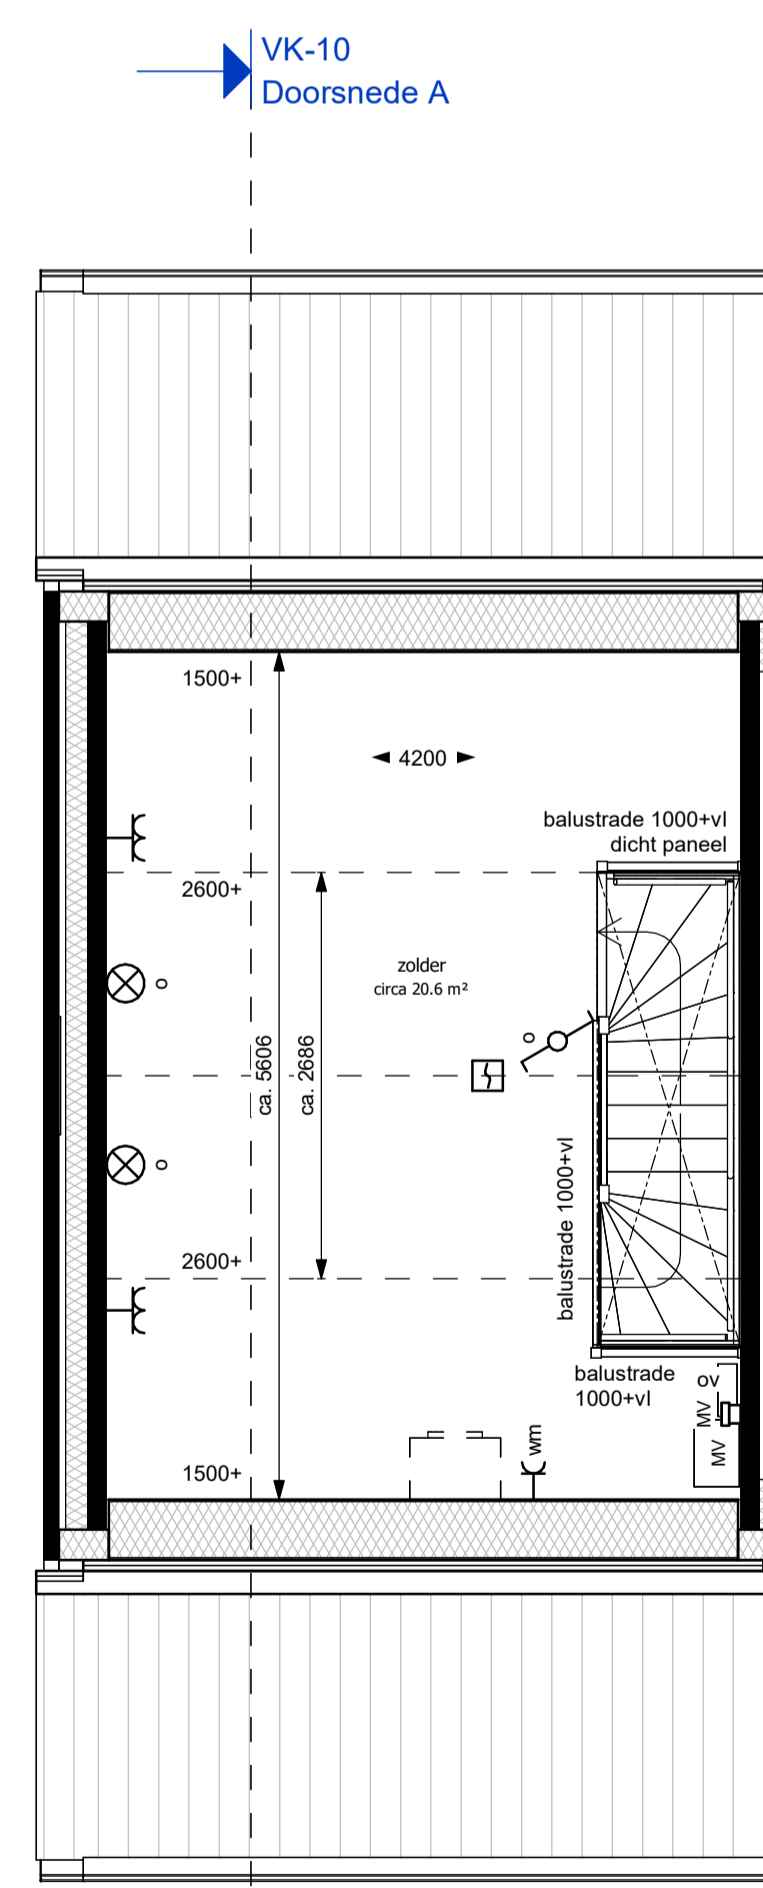 VK-10
Doorsnede A
1500+
4200
balustrade 1000+vl
dicht paneel
2600+
zolder
circa 20.6 m²
o
o
ca. 5606
ca. 2686
o
balustrade 1000+vl
2600+
balustrade
1000+vl
ov
MV
MV
wm
1500+